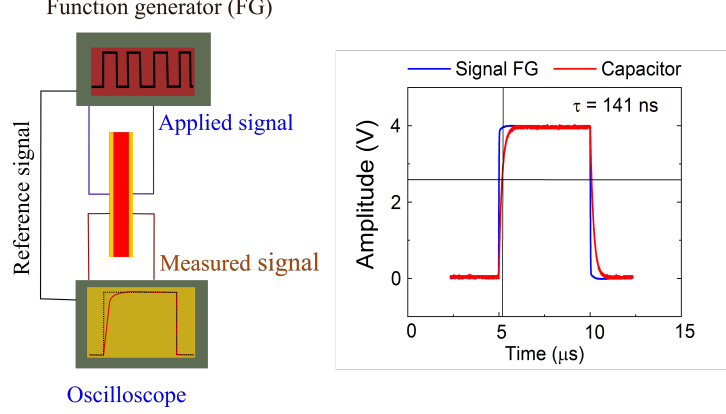 Function generator (FG)
Applied signal
Reference signal
Measured signal
Oscilloscope
Signal FG
Capacitor
τ = 141 ns
Amplitude (V)
4
2
0
0
5
10
15
Time (μs)